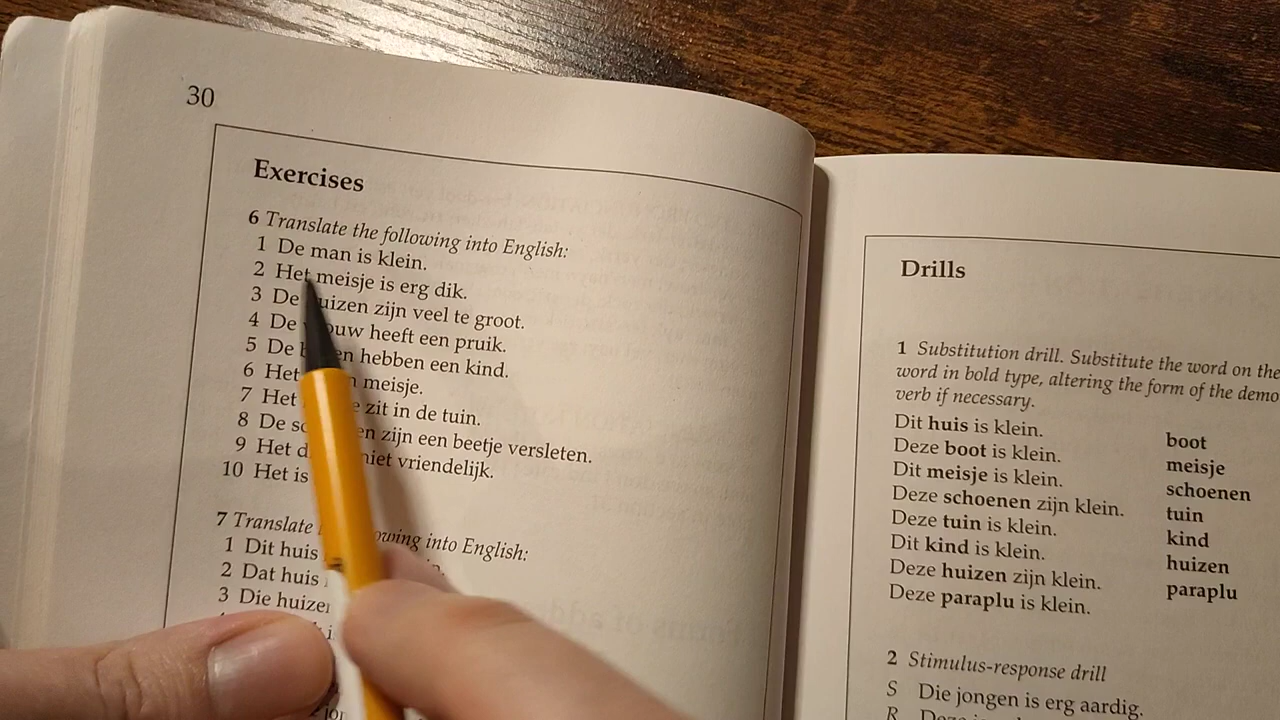 30
Exercises
6 Translate the following into English:
1 De man is klein.
2 Het meisje is erg dik.
3 De huizen zijn veel te groot.
4 De vrouw heeft een pruik.
5 De hebben een kind.
6 Het meisje.
7 Het zit in de tuin.
8 De zijn een beetje versleten.
9 Het niet vriendelijk.
10 Het is
7 Translate following into English:
1 Dit huis
2 Dat huis
3 Die huizen
Drills
1 Substitution drill. Substitute the word on the
word in bold type, altering the form of the
verb if necessary.
Dit huis is klein. boot
Deze boot is klein. meisje
Dit meisje is klein. schoenen
Deze schoenen zijn klein. tuin
Deze tuin is klein. kind
Dit kind is klein. huizen
Deze huizen zijn klein. paraplu
Deze paraplu is klein.
2 Stimulus-response drill
S Die jongen is erg aardig.
R